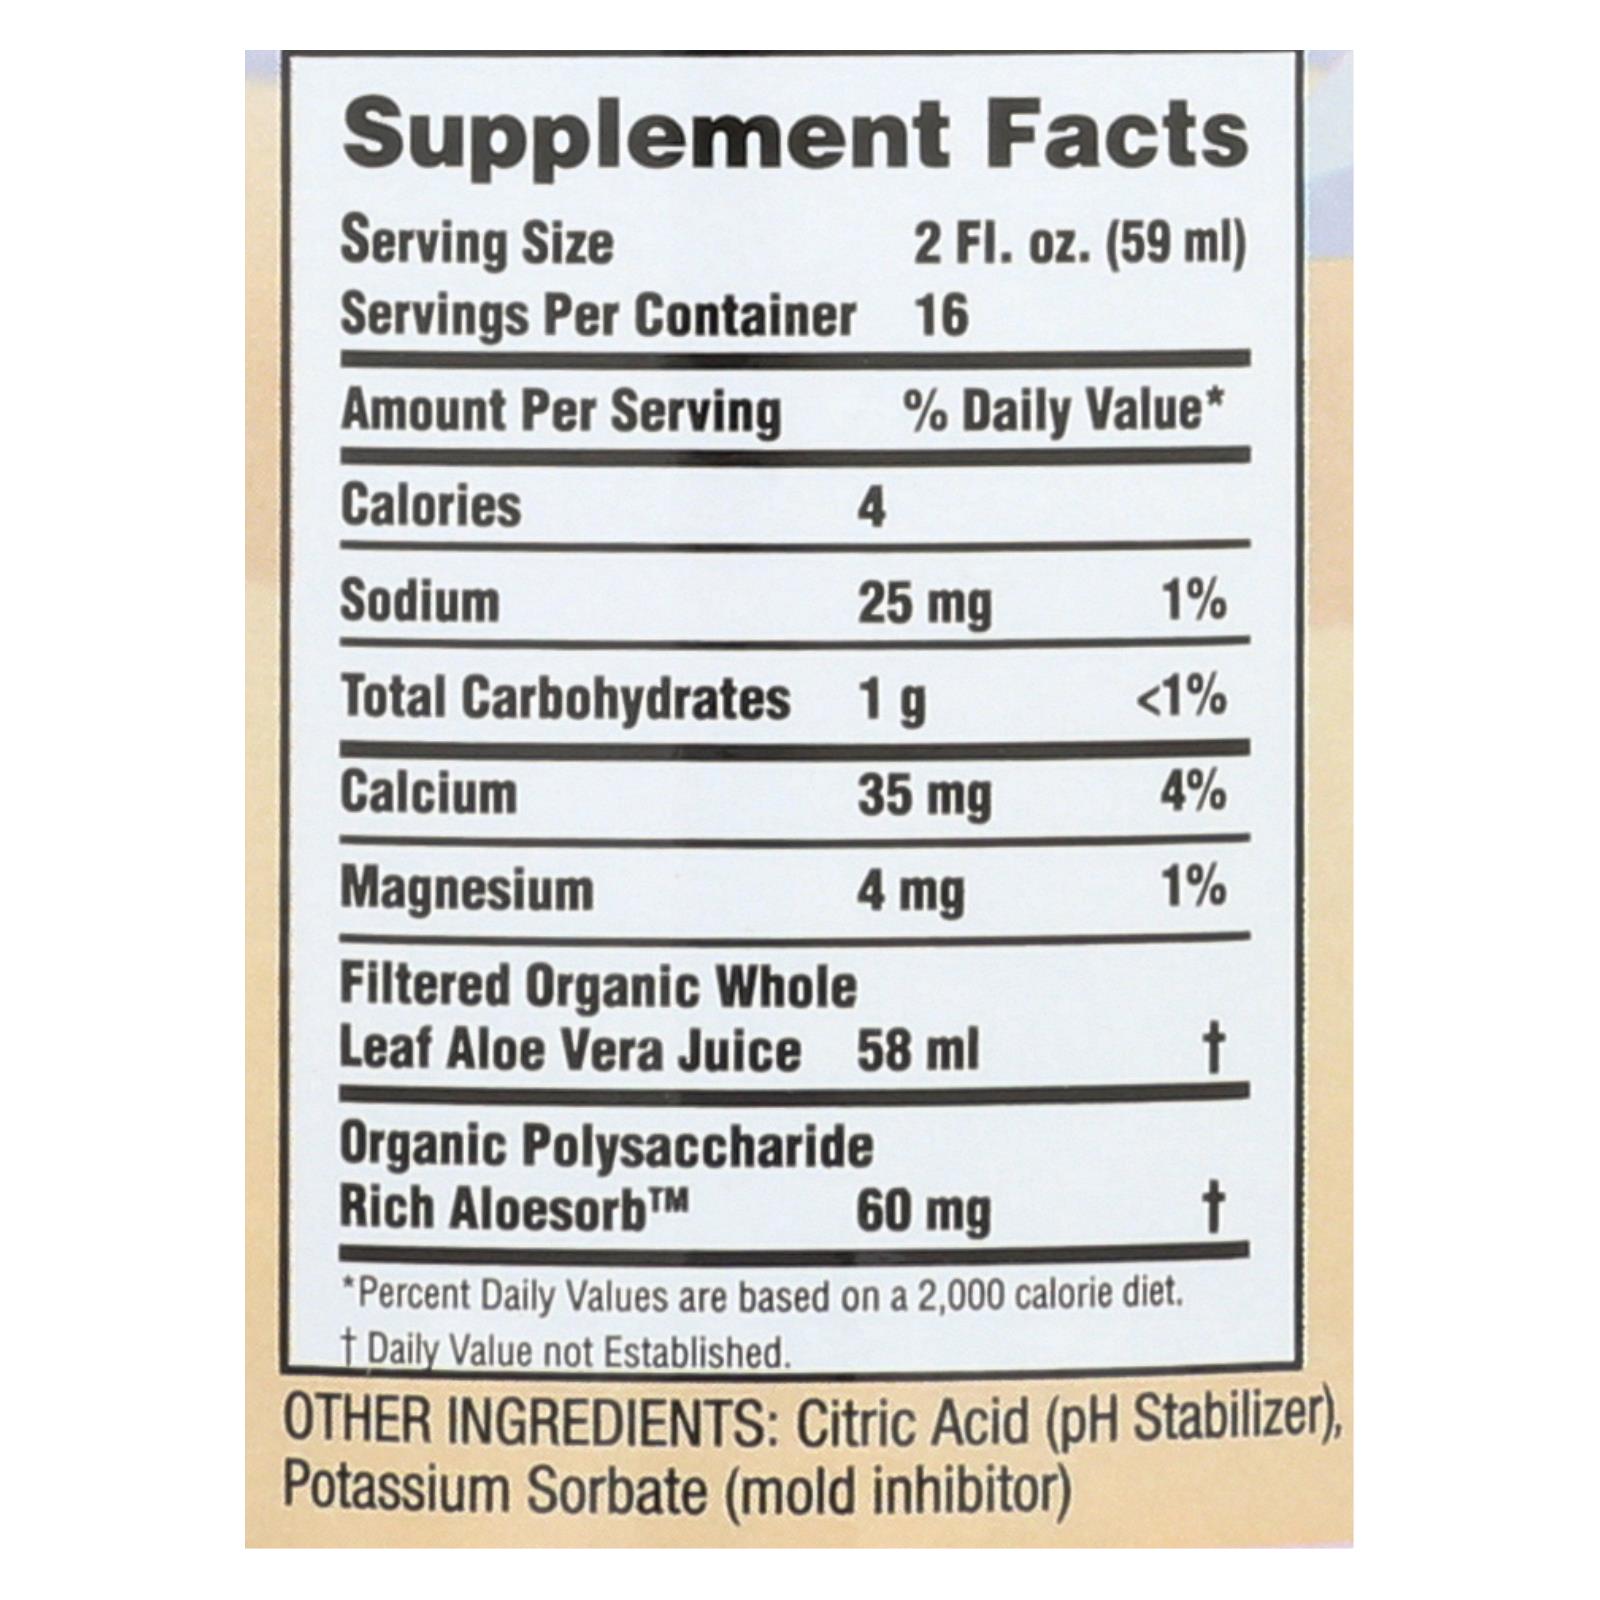 Supplement Facts
Serving Size 2 Fl. oz. (59 ml)
Servings Per Container 16
Amount Per Serving % Daily Value*
Calories 4
Sodium 25 mg 1%
Total Carbohydrates 1 g <1%
Calcium 35 mg 4%
Magnesium 4 mg 1%
Filtered Organic Whole
Leaf Aloe Vera Juice 58 ml †
Organic Polysaccharide
Rich Aloesorb™ 60 mg †
*Percent Daily Values are based on a 2,000 calorie diet.
† Daily Value not Established.
OTHER INGREDIENTS: Citric Acid (pH Stabilizer),
Potassium Sorbate (mold inhibitor)